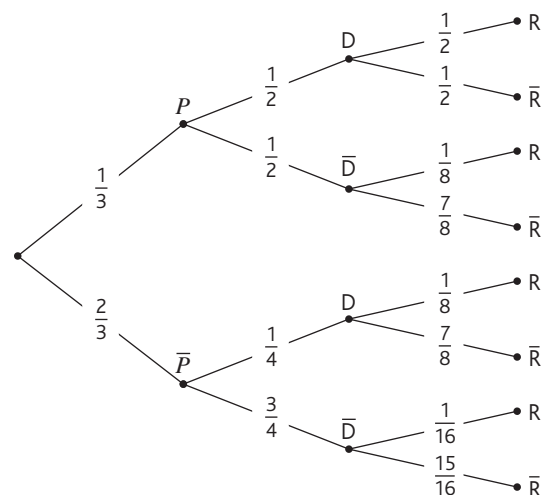 D
1/2
R
1/2
P
1/2
R̅
1/2
D̅
1/8
R
1/3
7/8
R̅
2/3
D
1/8
R
P̅
1/4
7/8
R̅
3/4
D̅
1/16
R
15/16
R̅